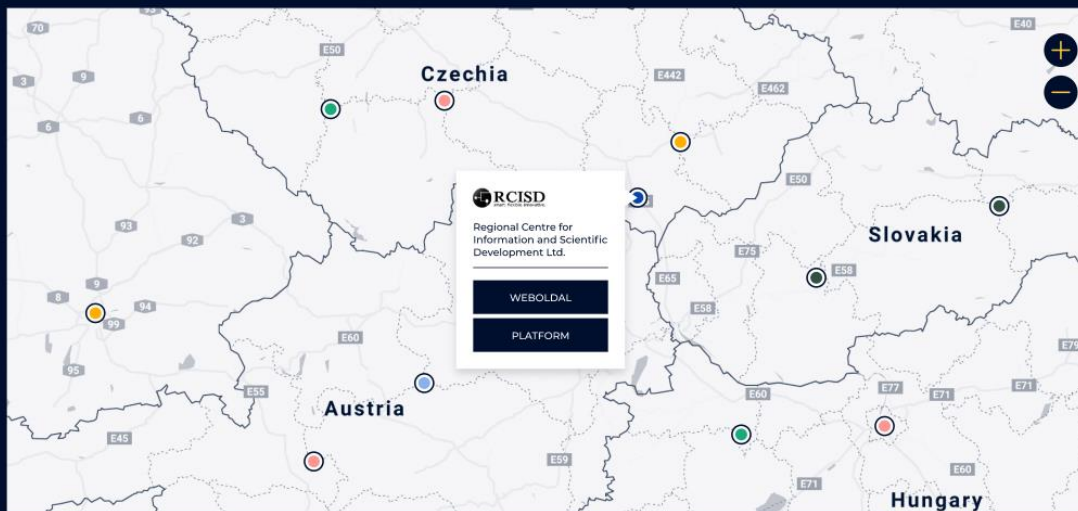 70
E50
E40
Czechia
3
9
E442
E462
6
6
RCISD
E50
Regional Centre for
Information and Scientific
Development Ltd.
93
3
92
Slovakia
E75
E65
E58
9
8
94
WEBOLDAL
E58
99
E60
PLATFORM
E79
95
E55
E60
E77
E71
E71
Austria
E45
E59
E60
E71
Hungary